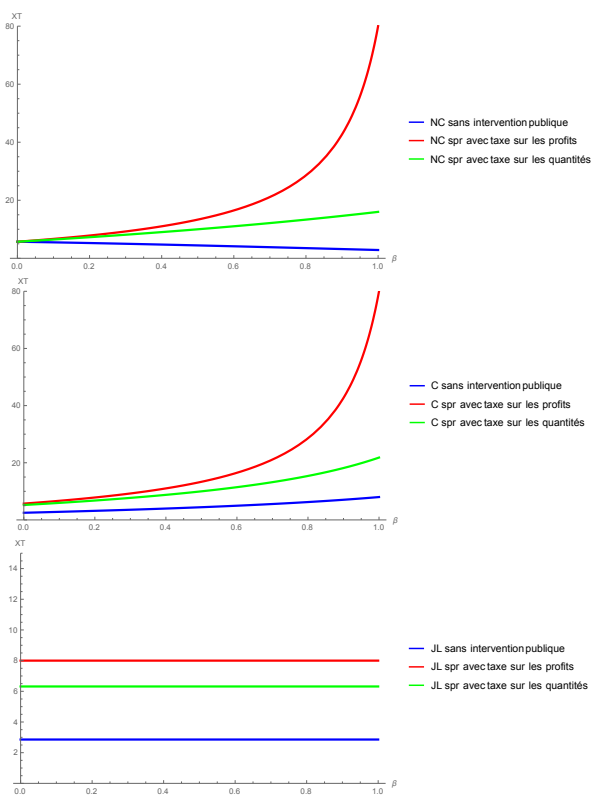 XT
80
60
40
20
0.0 0.2 0.4 0.6 0.8 1.0 β
NC sans intervention publique
NC spr avec taxe sur les profits
NC spr avec taxe sur les quantités
XT
80
60
40
20
0.0 0.2 0.4 0.6 0.8 1.0 β
C sans intervention publique
C spr avec taxe sur les profits
C spr avec taxe sur les quantités
XT
14
12
10
8
6
4
2
0.0 0.2 0.4 0.6 0.8 1.0 β
JL sans intervention publique
JL spr avec taxe sur les profits
JL spr avec taxe sur les quantités